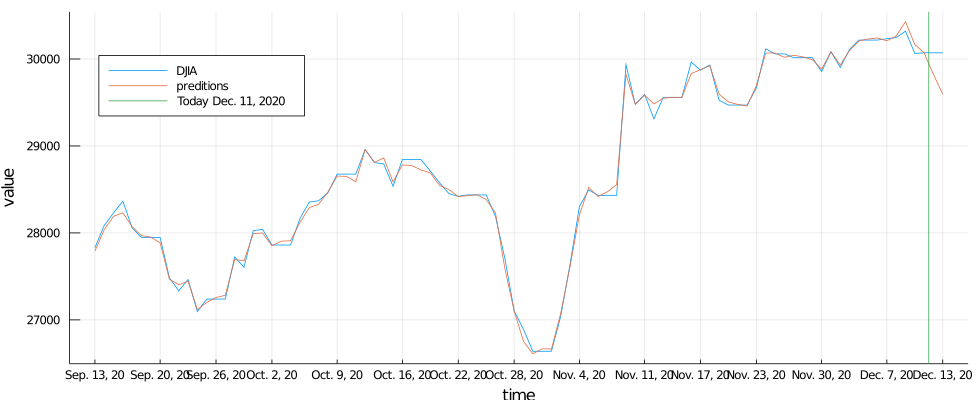 30000
29000
28000
27000
value
DJIA
preditions
Today Dec. 11, 2020
Sep. 13, 20 Sep. 20, 20 Sep. 26, 20 Oct. 2, 20 Oct. 9, 20 Oct. 16, 20 Oct. 22, 20 Oct. 28, 20 Nov. 4, 20 Nov. 11, 20 Nov. 17, 20 Nov. 23, 20 Nov. 30, 20 Dec. 7, 20 Dec. 13, 20
time